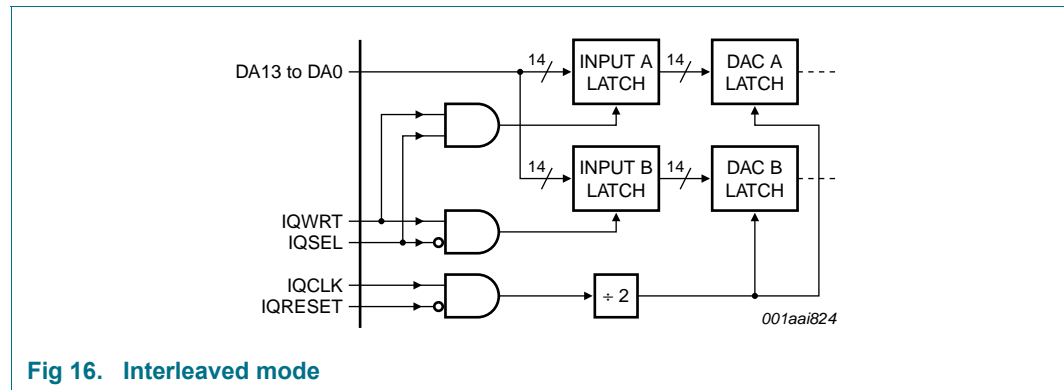 DA13 to DA0
14
INPUT A
LATCH
14
DAC A
LATCH
14
INPUT B
LATCH
14
DAC B
LATCH
IQWRT
IQSEL
IQCLK
IQRESET
÷ 2
001aai824
Fig 16. Interleaved mode